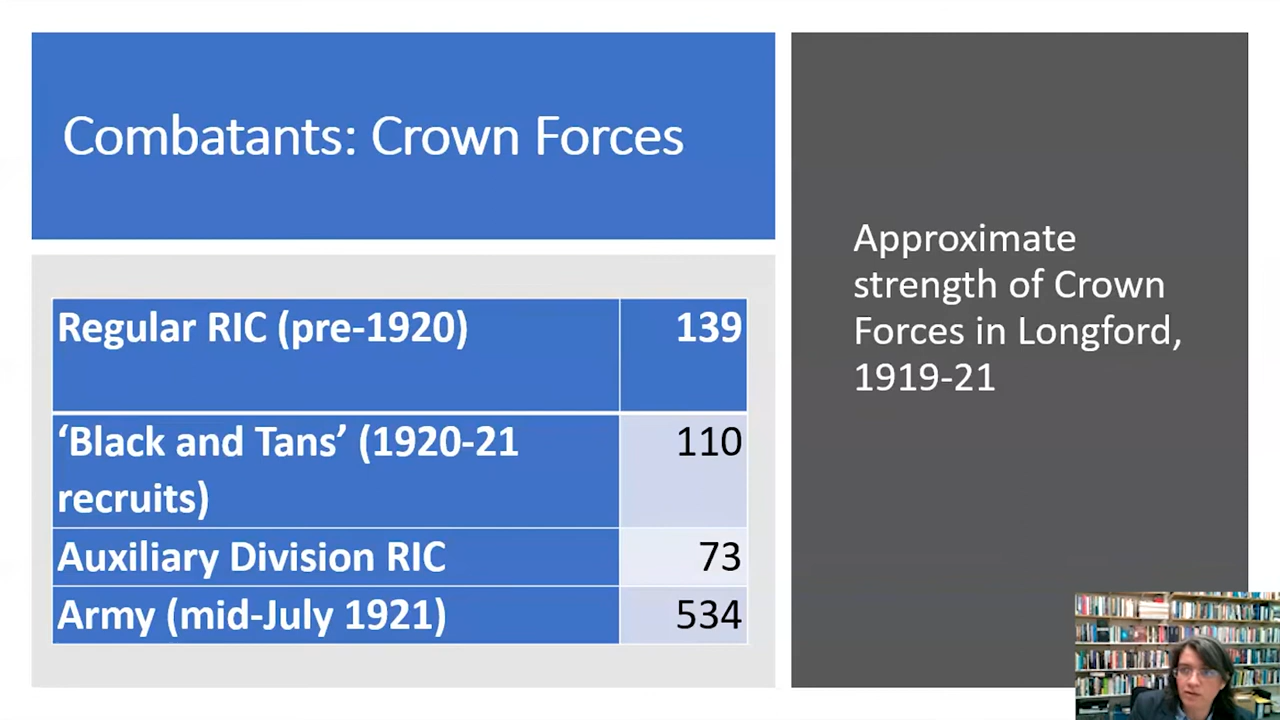 Combatants: Crown Forces
Regular RIC (pre-1920) 139
‘Black and Tans’ (1920-21 110
recruits)
Auxiliary Division RIC 73
Army (mid-July 1921) 534
Approximate
strength of Crown
Forces in Longford,
1919-21